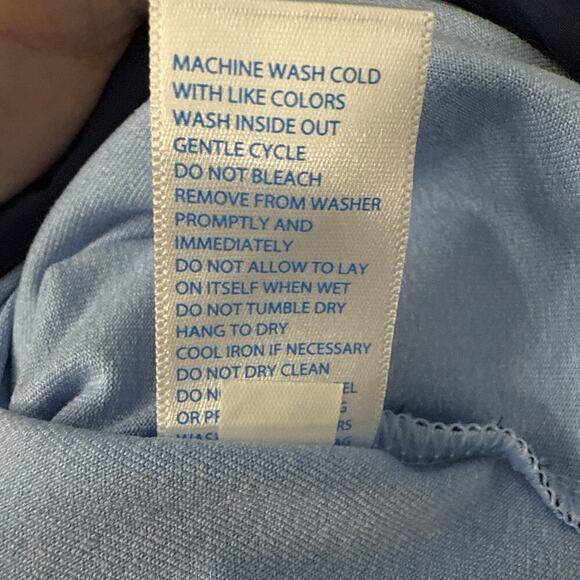 MACHINE WASH COLD
WITH LIKE COLORS
WASH INSIDE OUT
GENTLE CYCLE
DO NOT BLEACH
REMOVE FROM WASHER
PROMPTLY AND
IMMEDIATELY
DO NOT ALLOW TO LAY
ON ITSELF WHEN WET
DO NOT TUMBLE DRY
HANG TO DRY
COOL IRON IF NECESSARY
DO NOT DRY CLEAN
DO
OR